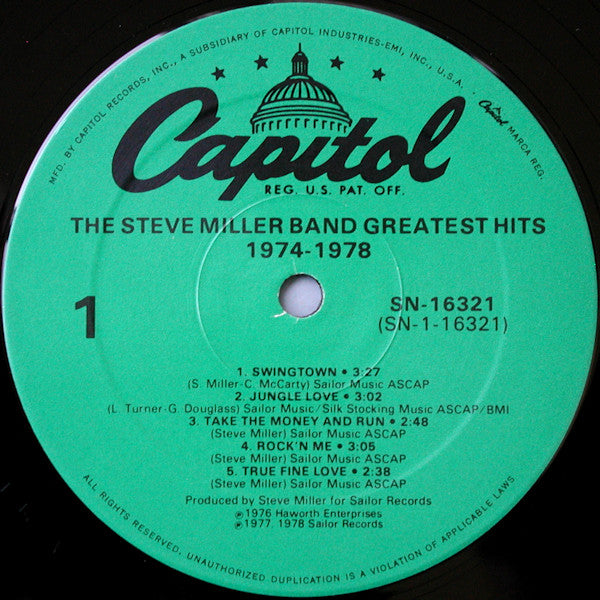 MFD. BY CAPITOL RECORDS, INC., A SUBSIDIARY OF CAPITOL INDUSTRIES-EMI, INC., U.S.A.
Capitol MARCA REG.
Capitol
REG. U.S. PAT. OFF.
THE STEVE MILLER BAND GREATEST HITS
1974-1978
1
SN-16321
(SN-1-16321)
1. SWINGTOWN • 3:27
(S. Miller-C. McCarty) Sailor Music ASCAP
2. JUNGLE LOVE • 3:02
(L. Turner-G. Douglass) Sailor Music/Silk Stocking Music ASCAP/BMI
3. TAKE THE MONEY AND RUN • 2:48
(Steve Miller) Sailor Music ASCAP
4. ROCK'N ME • 3:05
(Steve Miller) Sailor Music ASCAP
5. TRUE FINE LOVE • 2:38
(Steve Miller) Sailor Music ASCAP
Produced by Steve Miller for Sailor Records
℗1976 Haworth Enterprises
℗1977, 1978 Sailor Records
ALL RIGHTS RESERVED. UNAUTHORIZED DUPLICATION IS A VIOLATION OF APPLICABLE LAWS